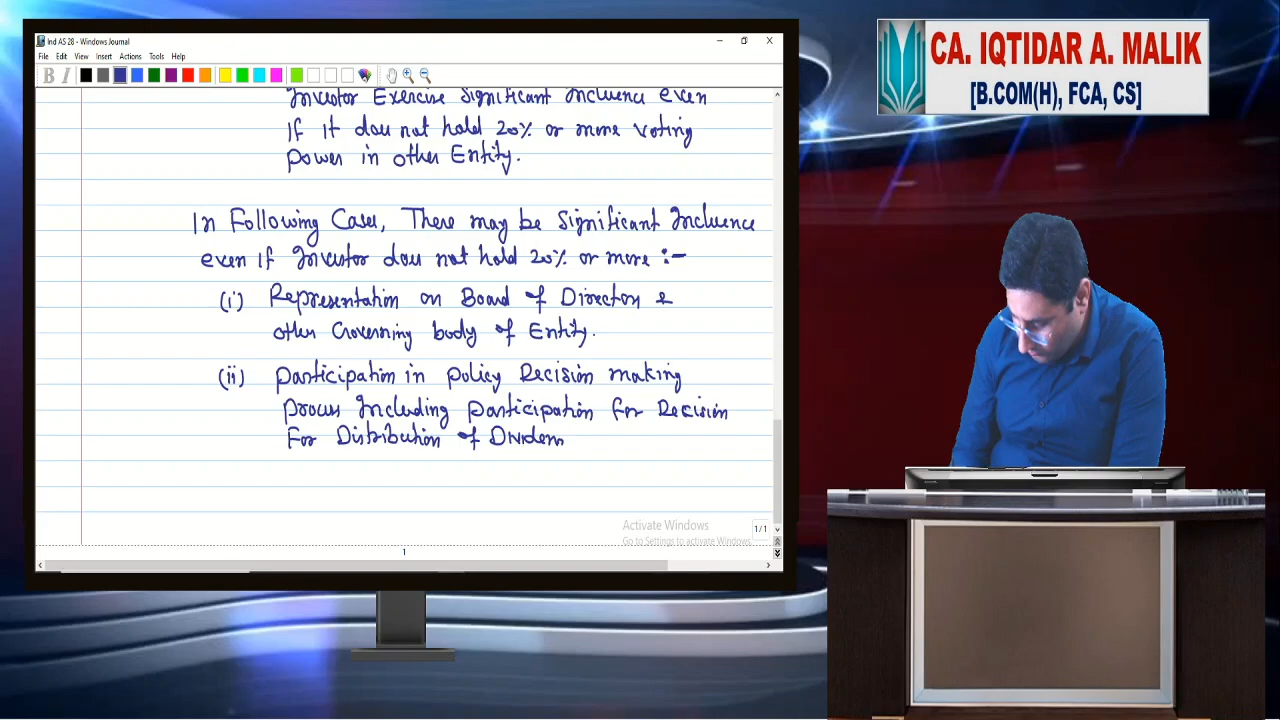 Ind AS 28 - Windows Journal
File Edit View Insert Actions Tools Help
B I
Investor Exercise Significant Influence even
If it does not hold 20% or more voting
power in other Entity.
In Following Cases, There may be Significant Influence
even if Investor does not hold 20% or more :-
(i) Representation on Board of Directors &
other Governing body of Entity.
(ii) Participation in policy Decision making
process Including participation for Decision
For Distribution of Dividen
Activate Windows
Go to Settings to activate Windows.
1/1
1
CA. IQTIDAR A. MALIK
[B.COM(H), FCA, CS]